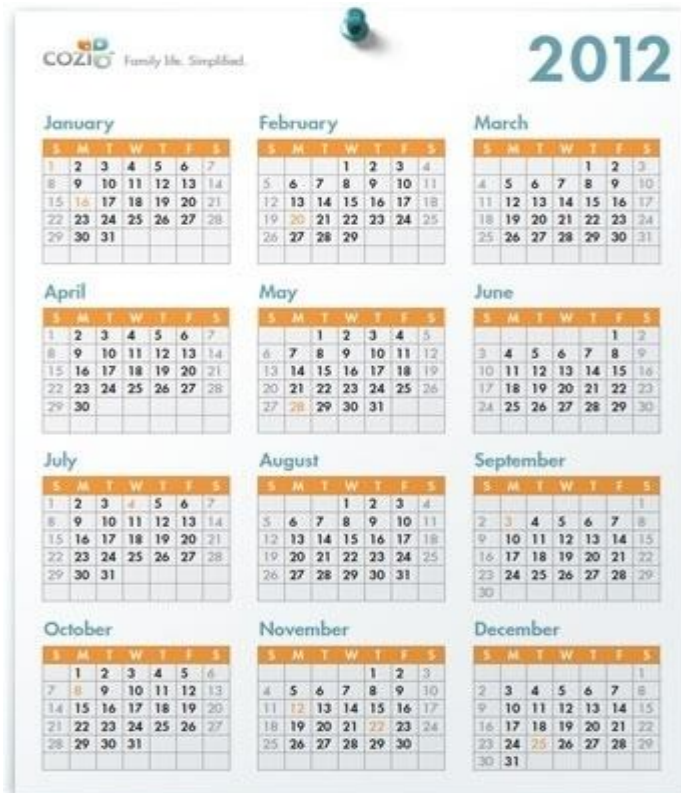 COZI Family life. Simplified.
2012
January
S M T W T F S
1 2 3 4 5 6 7
8 9 10 11 12 13 14
15 16 17 18 19 20 21
22 23 24 25 26 27 28
29 30 31
February
S M T W T F S
1 2 3 4
5 6 7 8 9 10 11
12 13 14 15 16 17 18
19 20 21 22 23 24 25
26 27 28 29
March
S M T W T F S
1 2 3
4 5 6 7 8 9 10
11 12 13 14 15 16 17
18 19 20 21 22 23 24
25 26 27 28 29 30 31
April
S M T W T F S
1 2 3 4 5 6 7
8 9 10 11 12 13 14
15 16 17 18 19 20 21
22 23 24 25 26 27 28
29 30
May
S M T W T F S
1 2 3 4 5
6 7 8 9 10 11 12
13 14 15 16 17 18 19
20 21 22 23 24 25 26
27 28 29 30 31
June
S M T W T F S
1 2
3 4 5 6 7 8 9
10 11 12 13 14 15 16
17 18 19 20 21 22 23
24 25 26 27 28 29 30
July
S M T W T F S
1 2 3 4 5 6 7
8 9 10 11 12 13 14
15 16 17 18 19 20 21
22 23 24 25 26 27 28
29 30 31
August
S M T W T F S
1 2 3 4
5 6 7 8 9 10 11
12 13 14 15 16 17 18
19 20 21 22 23 24 25
26 27 28 29 30 31
September
S M T W T F S
1
2 3 4 5 6 7 8
9 10 11 12 13 14 15
16 17 18 19 20 21 22
23 24 25 26 27 28 29
30
October
S M T W T F S
1 2 3 4 5 6
7 8 9 10 11 12 13
14 15 16 17 18 19 20
21 22 23 24 25 26 27
28 29 30 31
November
S M T W T F S
1 2 3
4 5 6 7 8 9 10
11 12 13 14 15 16 17
18 19 20 21 22 23 24
25 26 27 28 29 30
December
S M T W T F S
1
2 3 4 5 6 7 8
9 10 11 12 13 14 15
16 17 18 19 20 21 22
23 24 25 26 27 28 29
30 31